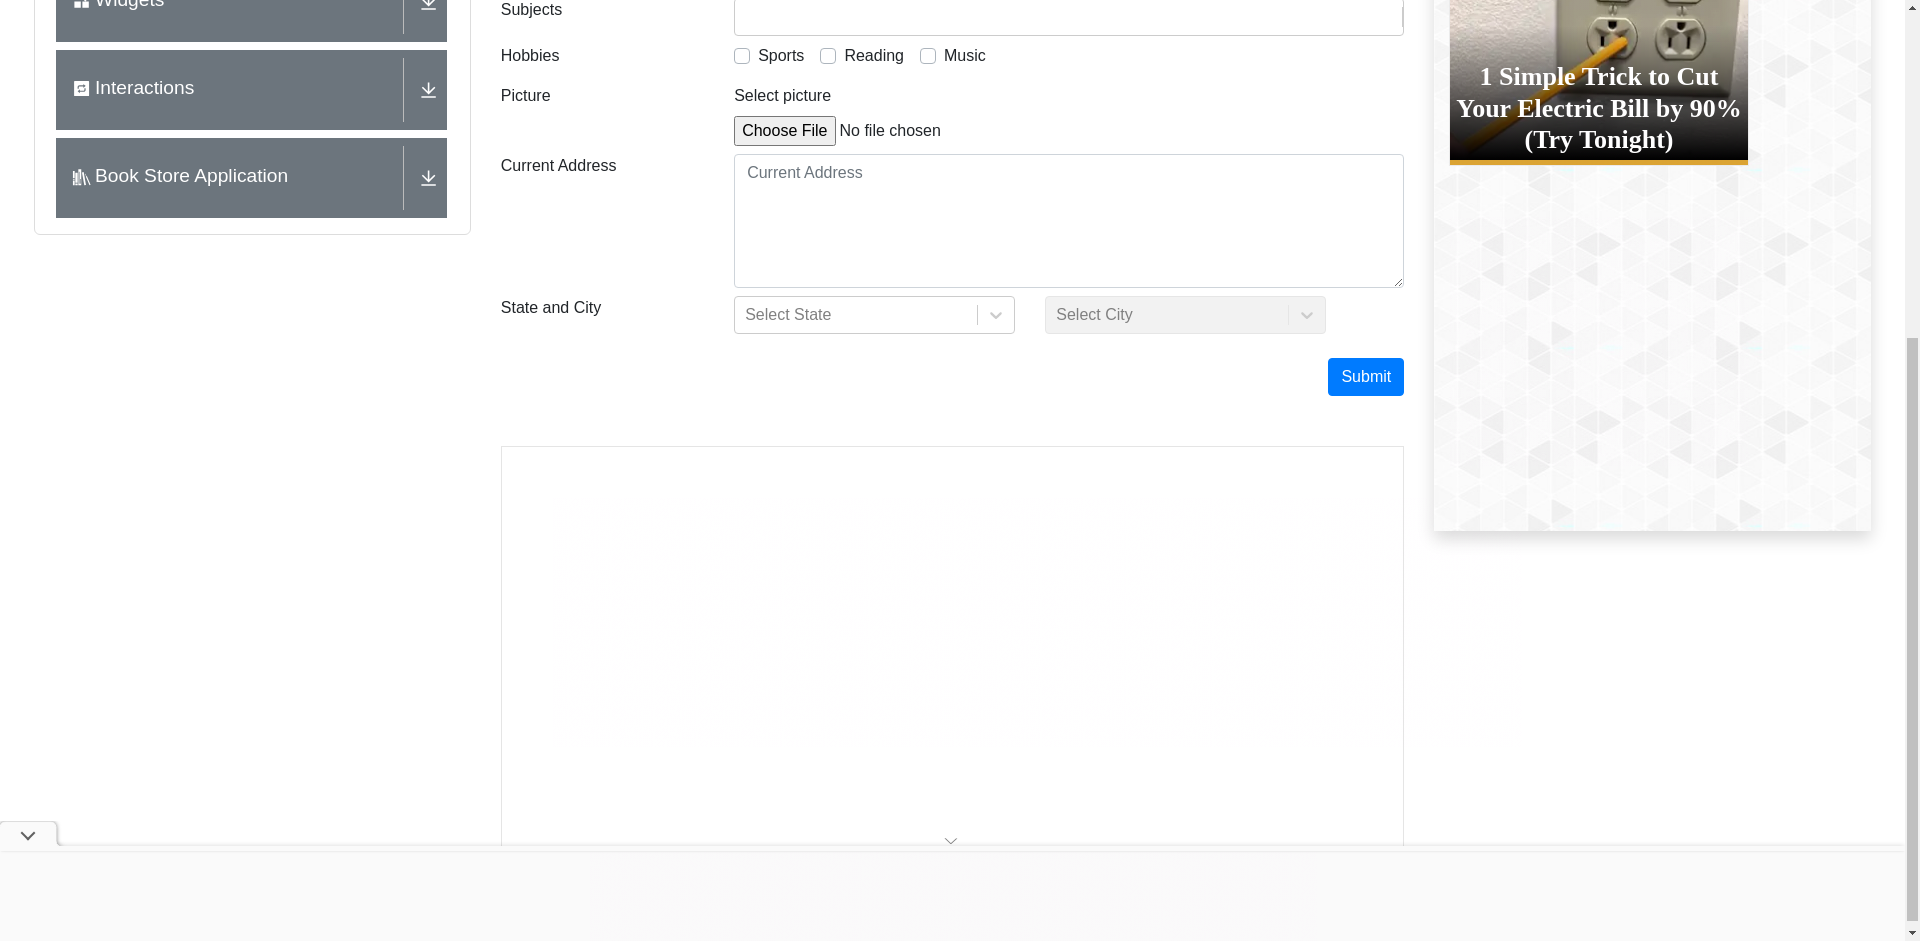 Widgets
Interactions
Book Store Application
Subjects
Hobbies
Sports
Reading
Music
Picture
Select picture
Choose File No file chosen
Current Address
Current Address
State and City
Select State
Select City
Submit
1 Simple Trick to Cut
Your Electric Bill by 90%
(Try Tonight)